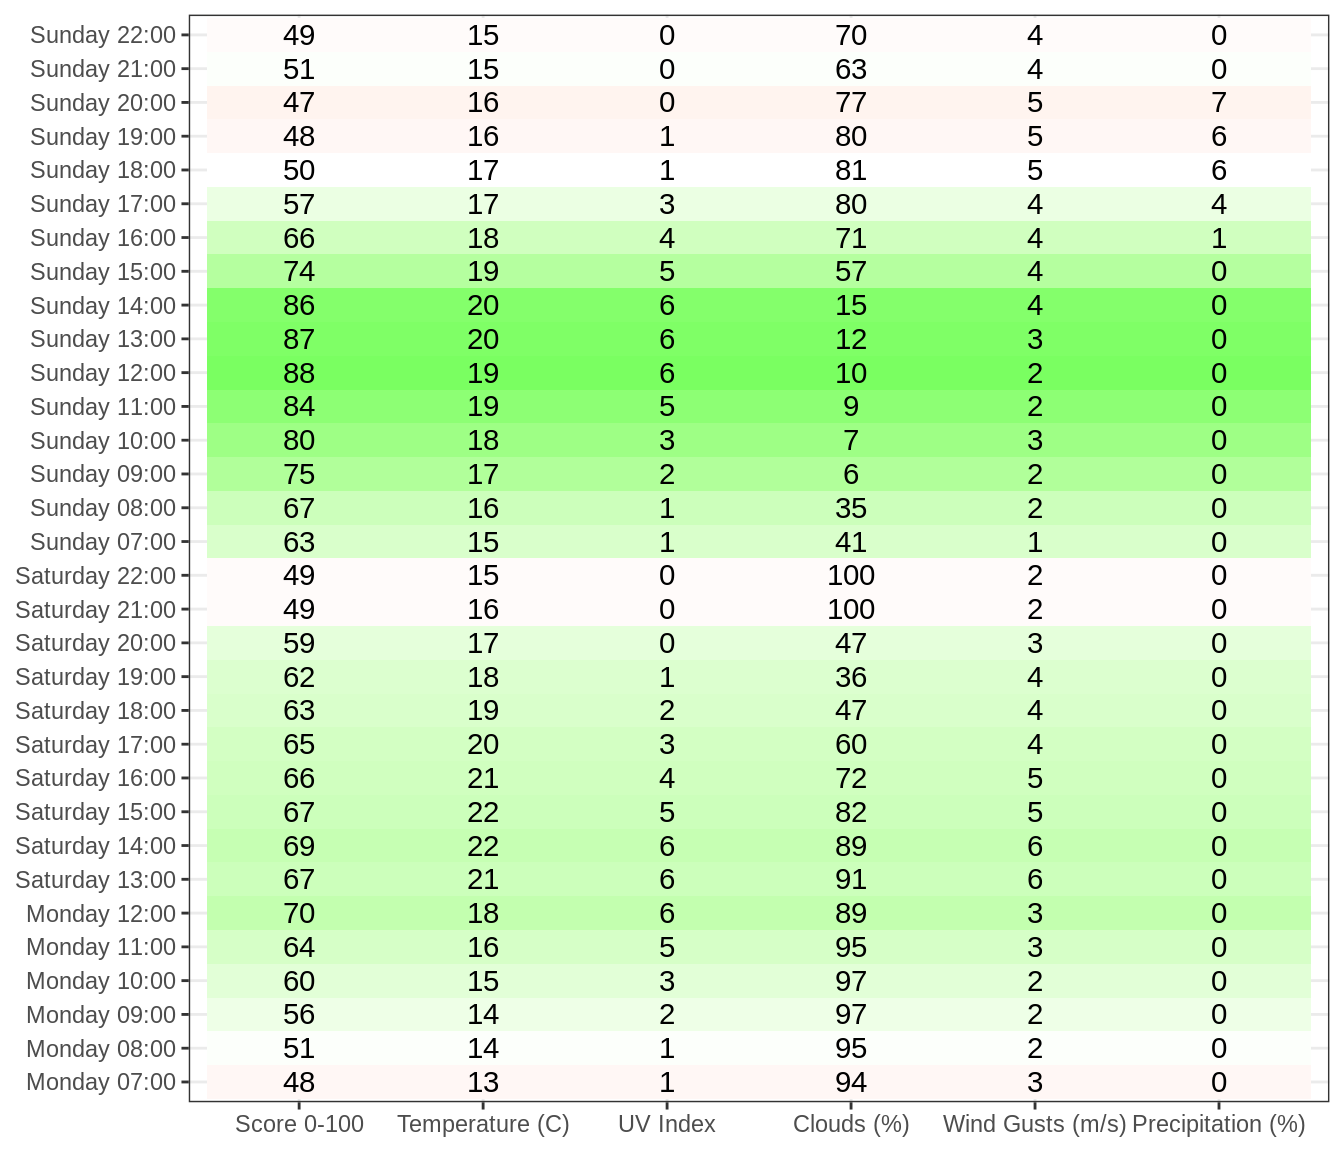 Sunday 22:00 49 15 0 70 4 0
Sunday 21:00 51 15 0 63 4 0
Sunday 20:00 47 16 0 77 5 7
Sunday 19:00 48 16 1 80 5 6
Sunday 18:00 50 17 1 81 5 6
Sunday 17:00 57 17 3 80 4 4
Sunday 16:00 66 18 4 71 4 1
Sunday 15:00 74 19 5 57 4 0
Sunday 14:00 86 20 6 15 4 0
Sunday 13:00 87 20 6 12 3 0
Sunday 12:00 88 19 6 10 2 0
Sunday 11:00 84 19 5 9 2 0
Sunday 10:00 80 18 3 7 3 0
Sunday 09:00 75 17 2 6 2 0
Sunday 08:00 67 16 1 35 2 0
Sunday 07:00 63 15 1 41 1 0
Saturday 22:00 49 15 0 100 2 0
Saturday 21:00 49 16 0 100 2 0
Saturday 20:00 59 17 0 47 3 0
Saturday 19:00 62 18 1 36 4 0
Saturday 18:00 63 19 2 47 4 0
Saturday 17:00 65 20 3 60 4 0
Saturday 16:00 66 21 4 72 5 0
Saturday 15:00 67 22 5 82 5 0
Saturday 14:00 69 22 6 89 6 0
Saturday 13:00 67 21 6 91 6 0
Monday 12:00 70 18 6 89 3 0
Monday 11:00 64 16 5 95 3 0
Monday 10:00 60 15 3 97 2 0
Monday 09:00 56 14 2 97 2 0
Monday 08:00 51 14 1 95 2 0
Monday 07:00 48 13 1 94 3 0
Score 0-100 Temperature (C) UV Index Clouds (%) Wind Gusts (m/s) Precipitation (%)